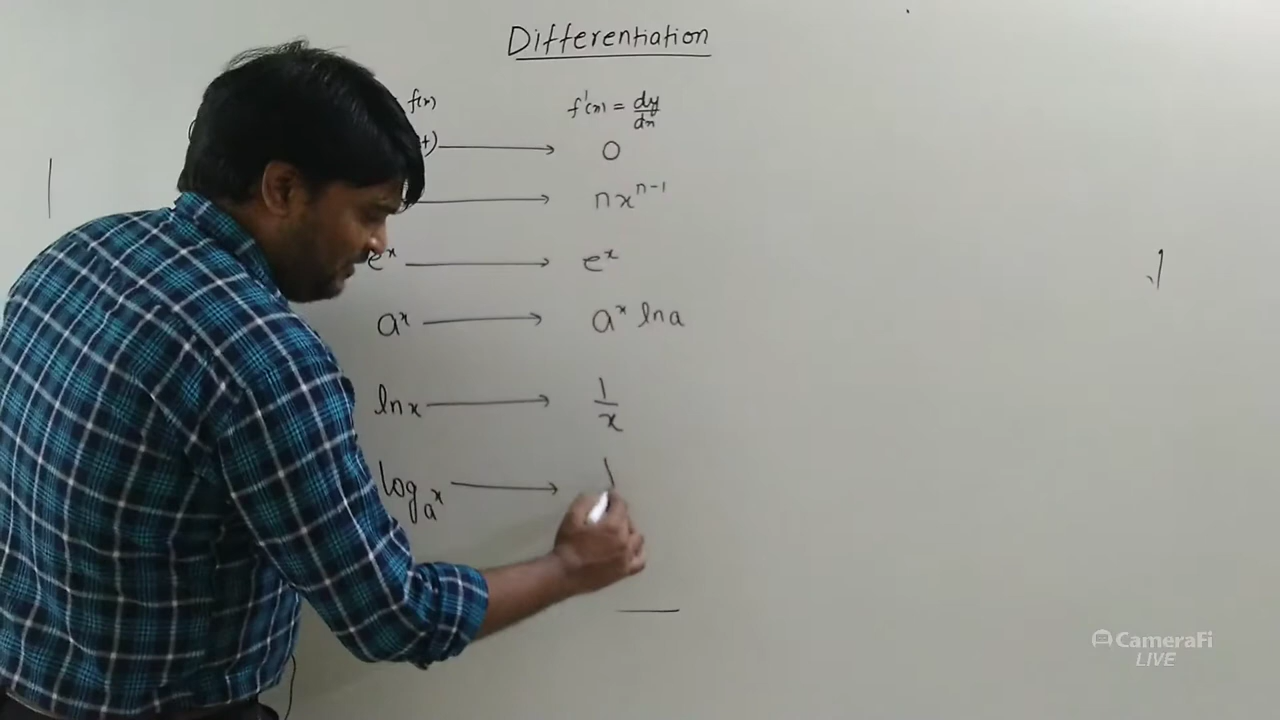 Differentiation
f(x) f'(x) = dy/dx
t) ⟶ 0
⟶ nx^{n-1}
e^x ⟶ e^x
a^x ⟶ a^x ln a
ln x ⟶ 1/x
log_a x ⟶ 1
CameraFi
LIVE